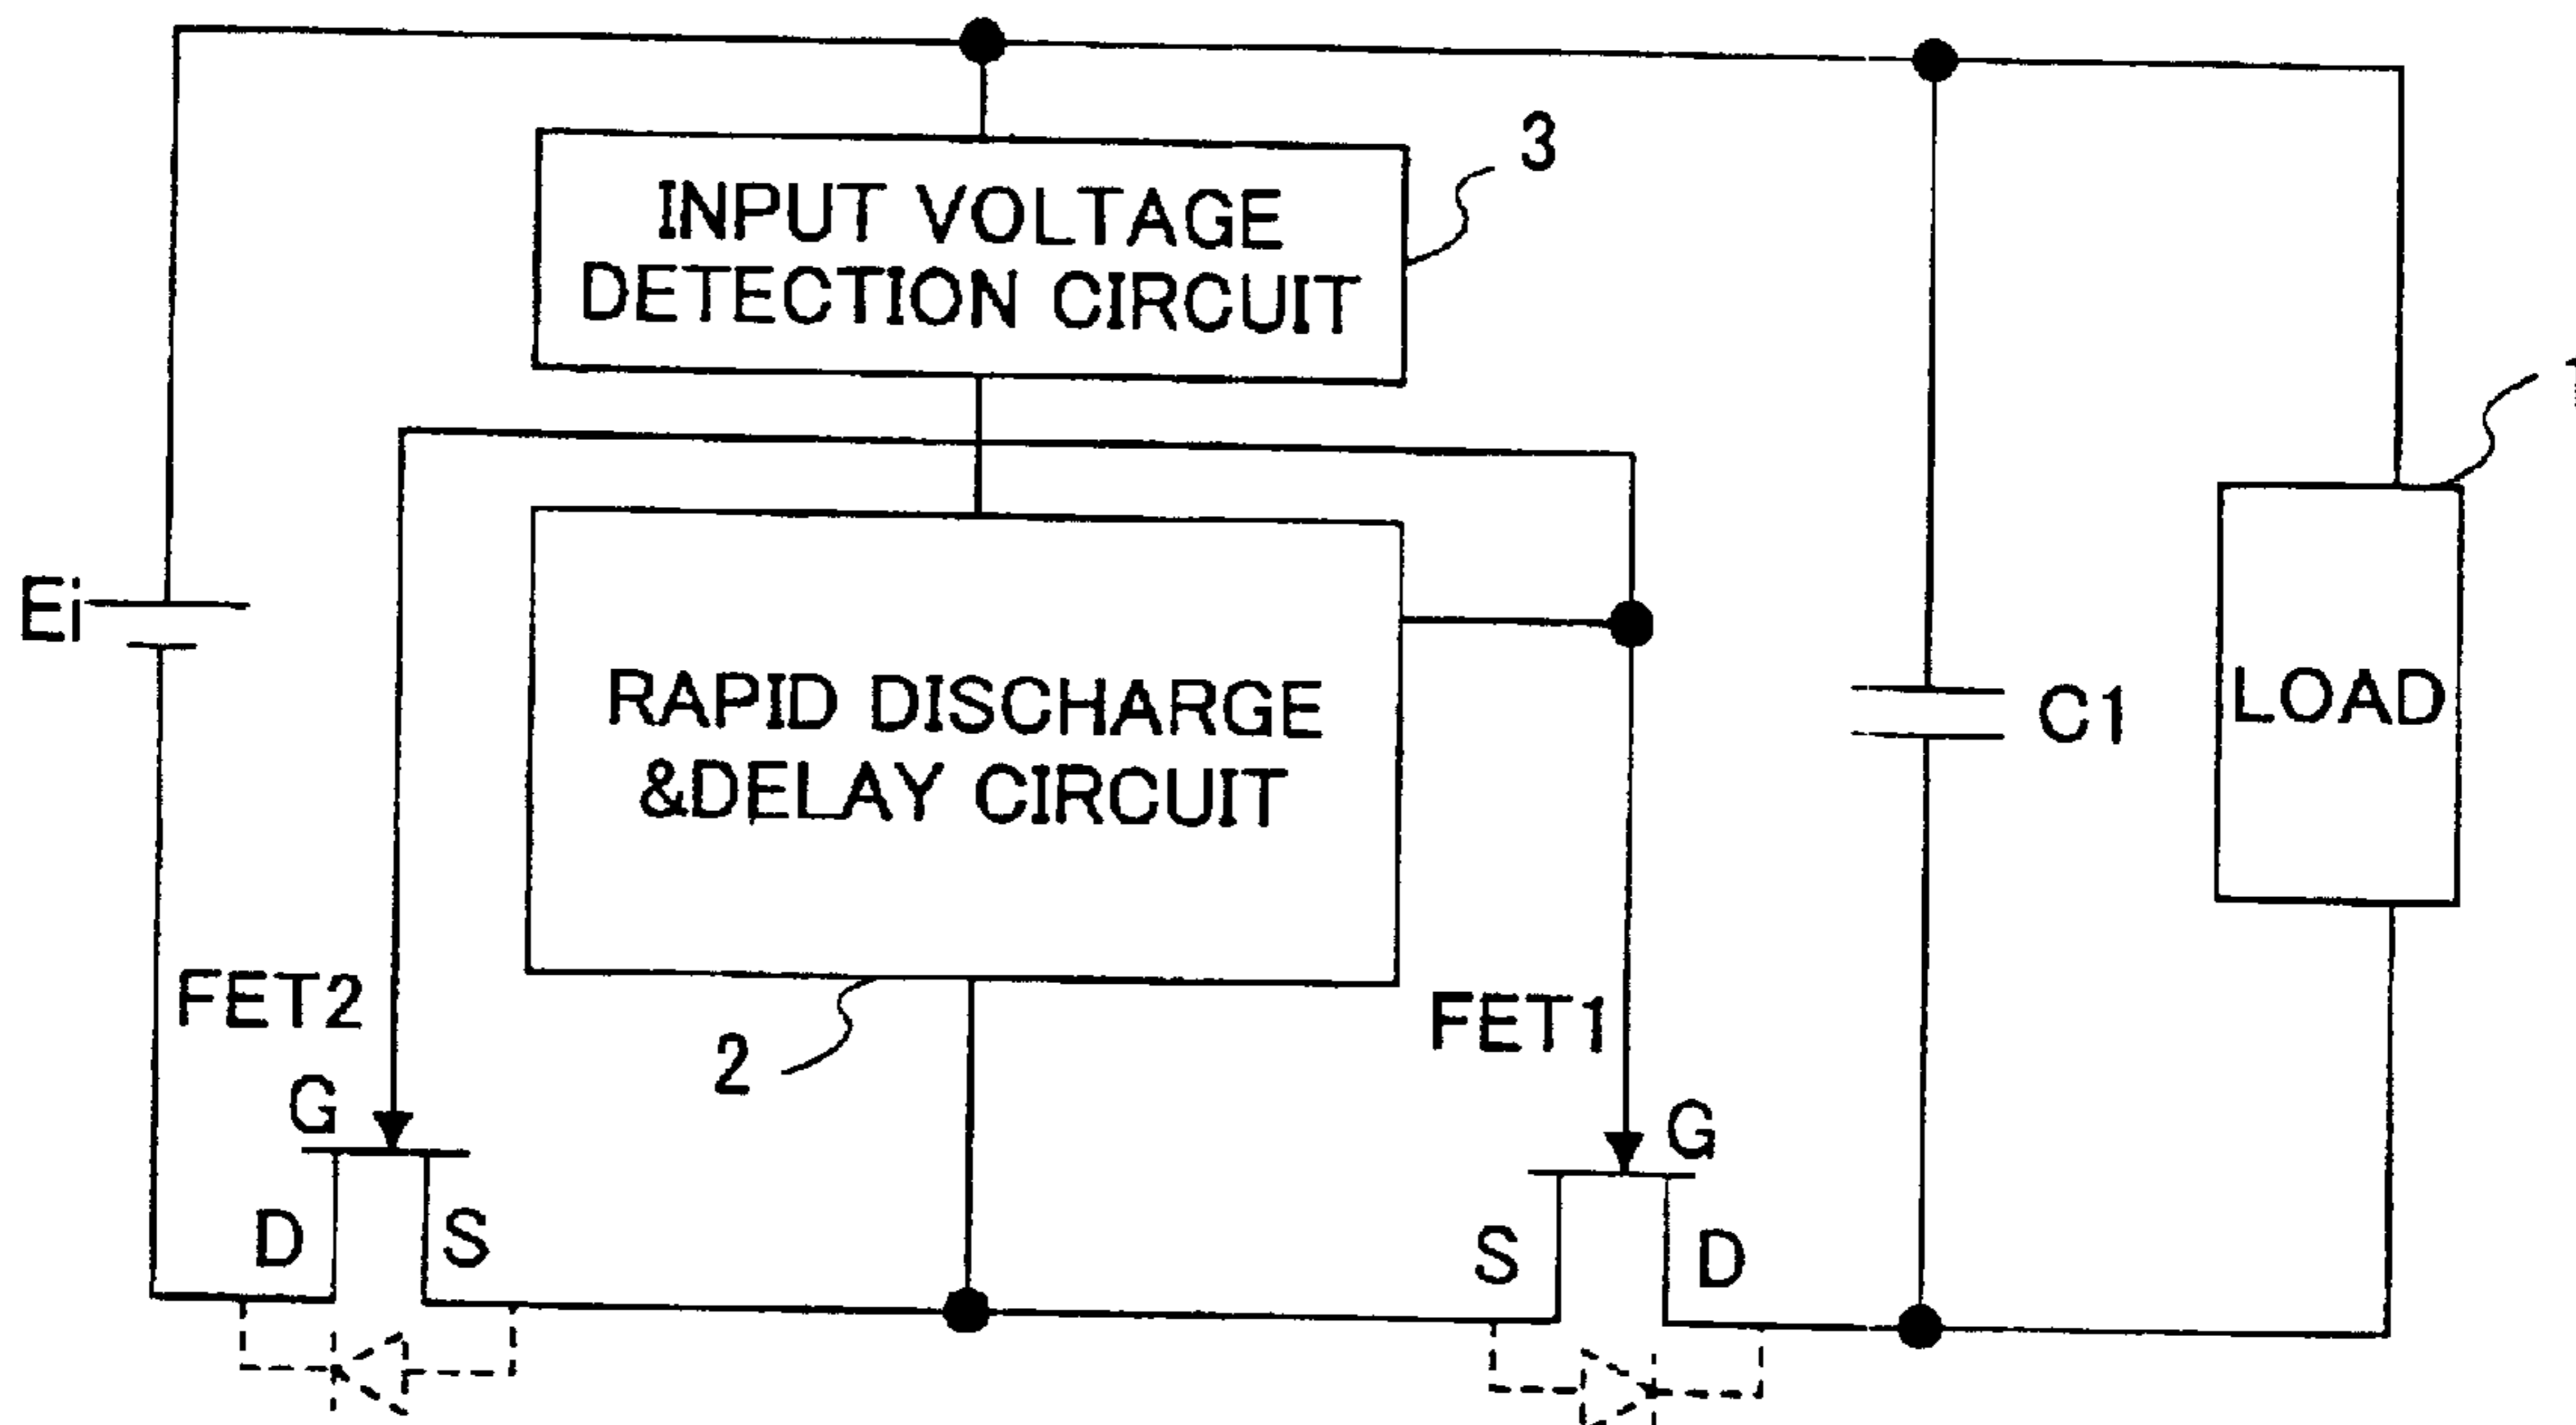 3
INPUT VOLTAGE
DETECTION CIRCUIT
Ei
RAPID DISCHARGE
&DELAY CIRCUIT
C1
LOAD
FET2
2
FET1
G
G
D
S
S
D